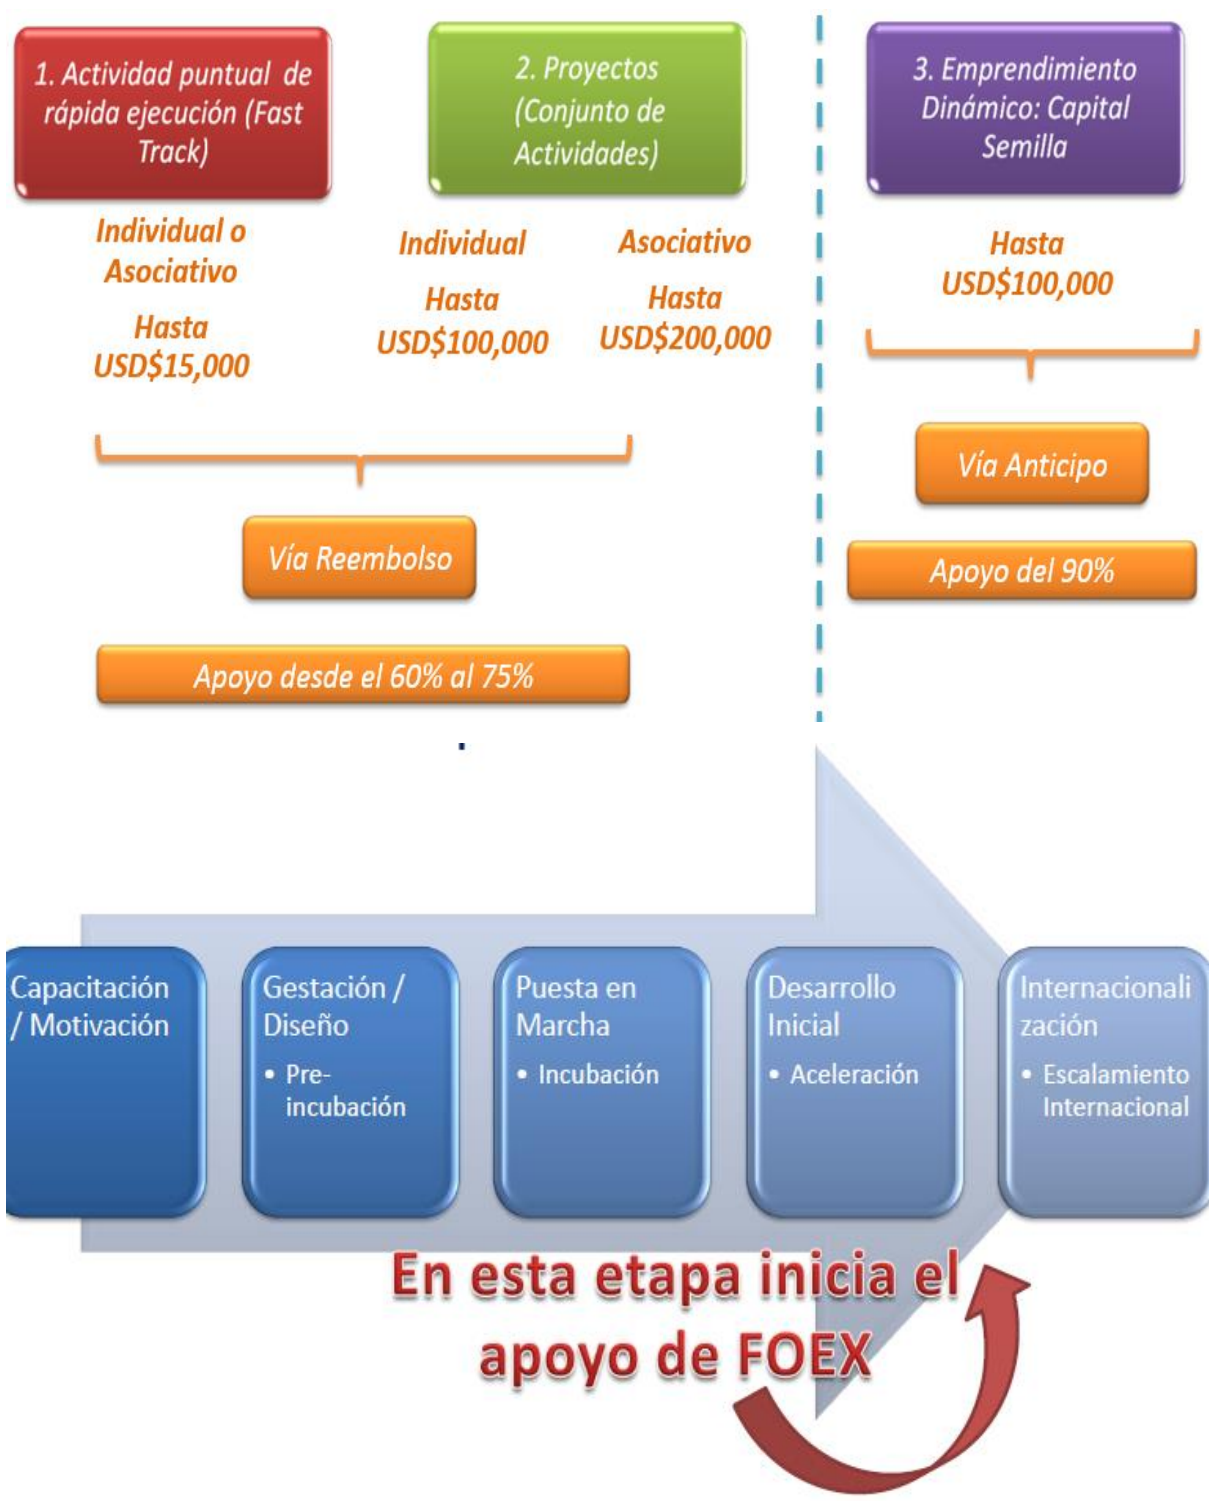 1. Actividad puntual de
rápida ejecución (Fast
Track)
Individual o
Asociativo
Hasta
USD$15,000
2. Proyectos
(Conjunto de
Actividades)
Individual
Hasta
USD$100,000
Asociativo
Hasta
USD$200,000
Vía Reembolso
Apoyo desde el 60% al 75%
3. Emprendimiento
Dinámico: Capital
Semilla
Hasta
USD$100,000
Vía Anticipo
Apoyo del 90%
Capacitación
/ Motivación
Gestación /
Diseño
• Pre-
incubación
Puesta en
Marcha
• Incubación
Desarrollo
Inicial
• Aceleración
Internacionali
zación
• Escalamiento
Internacional
En esta etapa inicia el
apoyo de FOEX